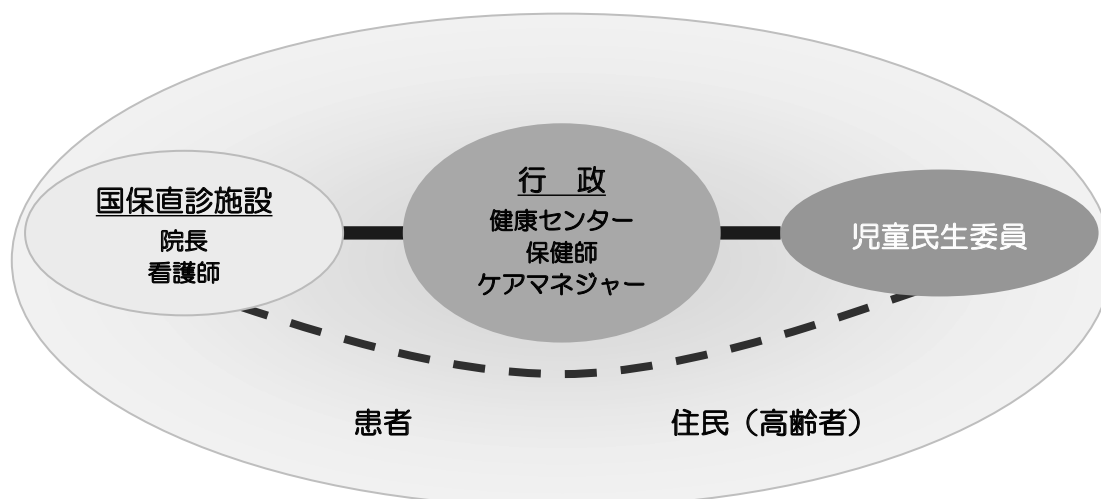 国保直診施設
院長
看護師
行　政
健康センター
保健師
ケアマネジャー
児童民生委員
患者
住民（高齢者）